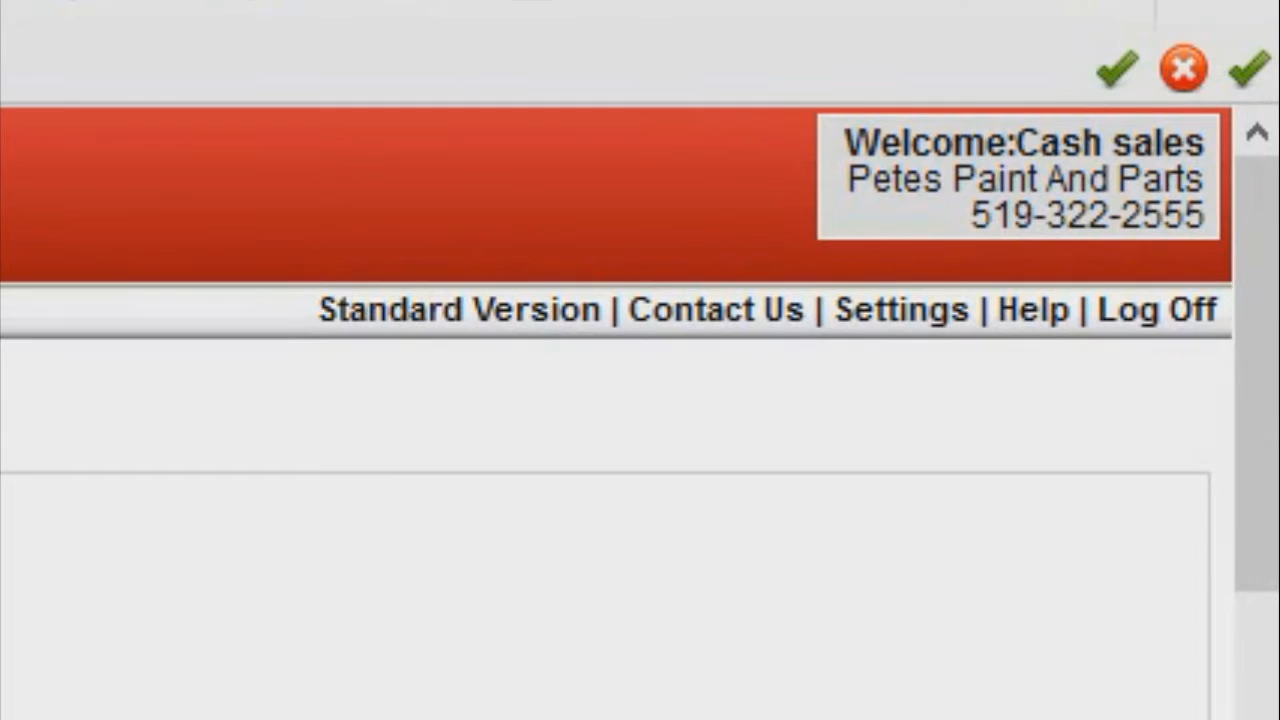 Welcome:Cash sales
Petes Paint And Parts
519-322-2555
Standard Version | Contact Us | Settings | Help | Log Off